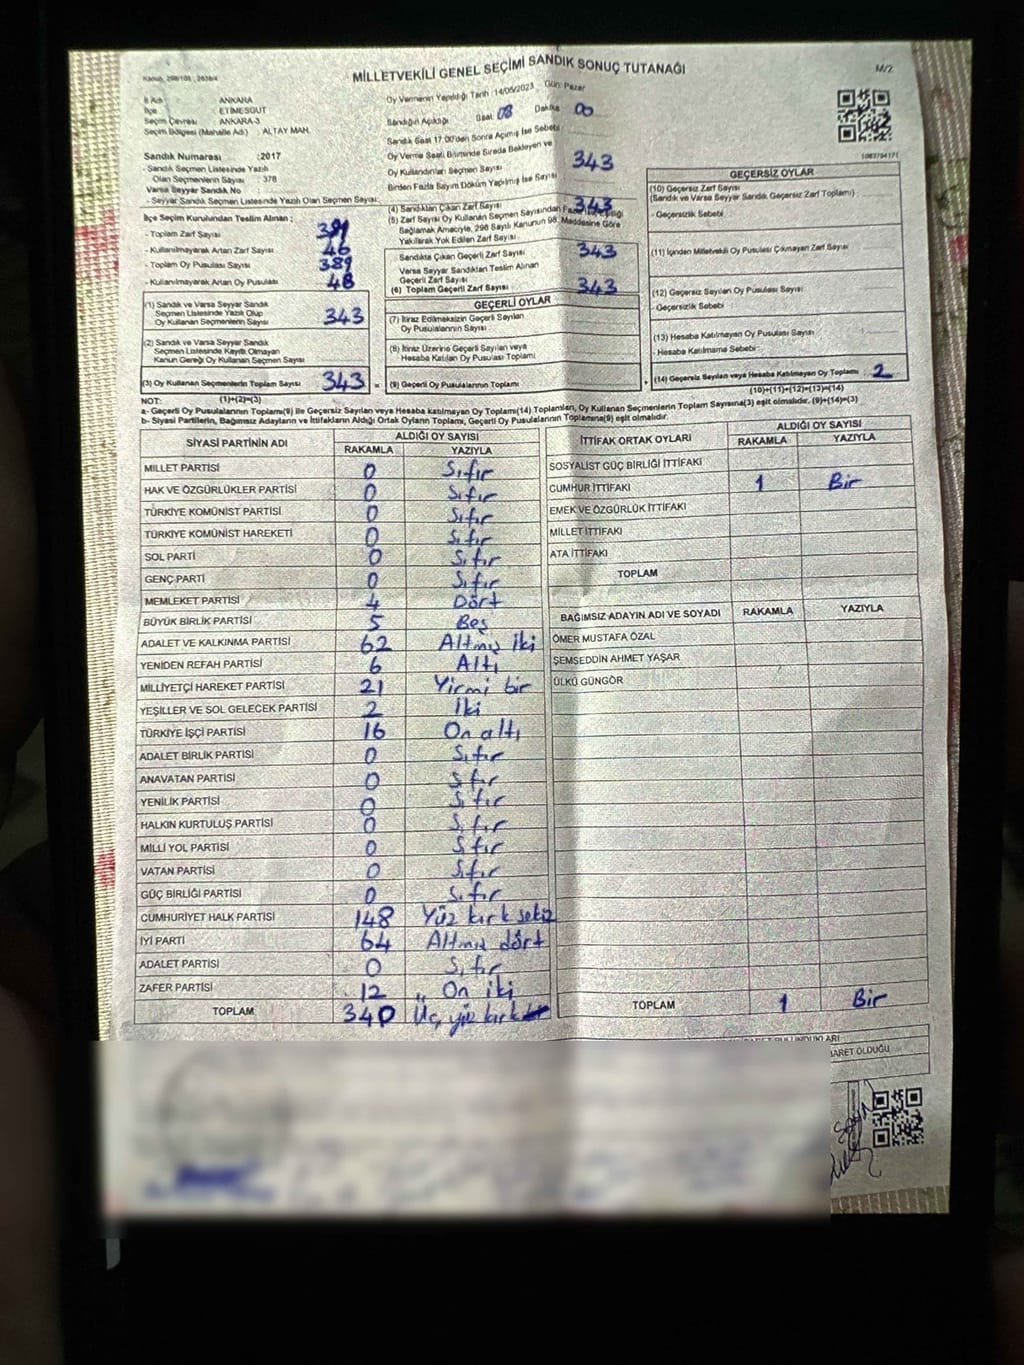 Kanun: 298/105 ; 2839/4
MİLLETVEKİLİ GENEL SEÇİMİ SANDIK SONUÇ TUTANAĞI
M/2
İl Adı : ANKARA
İlçe : ETİMESGUT
Seçim Çevresi : ANKARA-3
Seçim Bölgesi (Mahalle Adı) : ALTAY MAH.
Sandık Numarası : 2017
- Sandık Seçmen Listesinde Yazılı
Olan Seçmenlerin Sayısı : 378
Varsa Seyyar Sandık No :
- Seyyar Sandık Seçmen Listesinde Yazılı Olan Seçmen Sayısı:
Oy Vermenin Yapıldığı Tarih :14/05/2023 Gün: Pazar
Sandığın Açıldığı Saat 08 Dakika 00
Sandık Saat 17:00'den Sonra Açılmış İse Sebebi
Oy Verme Saati Bitiminde Sırada Bekleyen ve
Oy Kullandırılan Seçmen Sayısı 343
Birden Fazla Sayım Döküm Yapılmış İse Sayısı
1063794171
İlçe Seçim Kurulundan Teslim Alınan ;
- Toplam Zarf Sayısı 391
- Kullanılmayarak Artan Zarf Sayısı 46
- Toplam Oy Pusulası Sayısı 389
- Kullanılmayarak Artan Oy Pusulası 48
(4) Sandıktan Çıkan Zarf Sayısı 343
(5) Zarf Sayısı Oy Kullanan Seçmen Sayısından Fazla
Bağlamak Amacıyla, 298 Sayılı Kanunun 98. Maddesine Göre
Yakılarak Yok Edilen Zarf Sayısı
Sandıkta Çıkan Geçerli Zarf Sayısı 343
Varsa Seyyar Sandıktan Teslim Alınan
Geçerli Zarf Sayısı
(6) Toplam Geçerli Zarf Sayısı 343
(1) Sandık ve Varsa Seyyar Sandık
Seçmen Listesinde Yazılı Olup
Oy Kullanan Seçmenlerin Sayısı 343
(2) Sandık ve Varsa Seyyar Sandık
Seçmen Listesinde Kayıtlı Olmayan
Kanun Gereği Oy Kullanan Seçmen Sayısı
(3) Oy Kullanan Seçmenlerin Toplam Sayısı 343 =
(1)+(2)=(3)
GEÇERLİ OYLAR
(7) İtiraz Edilmeksizin Geçerli Sayılan
Oy Pusulalarının Sayısı
(8) İtiraz Üzerine Geçerli Sayılan veya
Hesaba Katılan Oy Pusulası Toplamı
(9) Geçerli Oy Pusulalarının Toplamı
GEÇERSİZ OYLAR
(10) Geçersiz Zarf Sayısı
(Sandık ve Varsa Seyyar Sandık Geçersiz Zarf Toplamı)
- Geçersizlik Sebebi
(11) İçinden Milletvekili Oy Pusulası Çıkmayan Zarf Sayısı
(12) Geçersiz Sayılan Oy Pusulası Sayısı
- Geçersizlik Sebebi
(13) Hesaba Katılmayan Oy Pusulası Sayısı
- Hesaba Katılmama Sebebi
+ (14) Geçersiz Sayılan veya Hesaba Katılmayan Oy Toplamı 2
(10)+(11)+(12)+(13)=(14)
NOT:
a- Geçerli Oy Pusulalarının Toplamı(9) ile Geçersiz Sayılan veya Hesaba katılmayan Oy Toplamı(14) Toplamları, Oy Kullanan Seçmenlerin Toplam Sayısına(3) eşit olmalıdır. (9)+(14)=(3)
b- Siyasi Partilerin, Bağımsız Adayların ve İttifakların Aldığı Ortak Oyların Toplamı, Geçerli Oy Pusulalarının Toplamına(9) eşit olmalıdır.
SİYASİ PARTİNİN ADI ALDIĞI OY SAYISI
RAKAMLA YAZIYLA
MİLLET PARTİSİ 0 Sıfır
HAK VE ÖZGÜRLÜKLER PARTİSİ 0 Sıfır
TÜRKİYE KOMÜNİST PARTİSİ 0 Sıfır
TÜRKİYE KOMÜNİST HAREKETİ 0 Sıfır
SOL PARTİ 0 Sıfır
GENÇ PARTİ 0 Sıfır
MEMLEKET PARTİSİ 4 Dört
BÜYÜK BİRLİK PARTİSİ 5 Beş
ADALET VE KALKINMA PARTİSİ 62 Altmış iki
YENİDEN REFAH PARTİSİ 6 Altı
MİLLİYETÇİ HAREKET PARTİSİ 21 Yirmi bir
YEŞİLLER VE SOL GELECEK PARTİSİ 2 İki
TÜRKİYE İŞÇİ PARTİSİ 16 On altı
ADALET BİRLİK PARTİSİ 0 Sıfır
ANAVATAN PARTİSİ 0 Sıfır
YENİLİK PARTİSİ 0 Sıfır
HALKIN KURTULUŞ PARTİSİ 0 Sıfır
MİLLİ YOL PARTİSİ 0 Sıfır
VATAN PARTİSİ 0 Sıfır
GÜÇ BİRLİĞİ PARTİSİ 0 Sıfır
CUMHURİYET HALK PARTİSİ 148 Yüz kırk sekiz
İYİ PARTİ 64 Altmış dört
ADALET PARTİSİ 0 Sıfır
ZAFER PARTİSİ 12 On iki
TOPLAM 340 Üç yüz kırk
İTTİFAK ORTAK OYLARI ALDIĞI OY SAYISI
RAKAMLA YAZIYLA
SOSYALİST GÜÇ BİRLİĞİ İTTİFAKI
CUMHUR İTTİFAKI 1 Bir
EMEK VE ÖZGÜRLÜK İTTİFAKI
MİLLET İTTİFAKI
ATA İTTİFAKI
TOPLAM
BAĞIMSIZ ADAYIN ADI VE SOYADI RAKAMLA YAZIYLA
ÖMER MUSTAFA ÖZAL
ŞEMSEDDİN AHMET YAŞAR
ÜLKÜ GÜNGÖR
TOPLAM 1 Bir
OLDUĞU